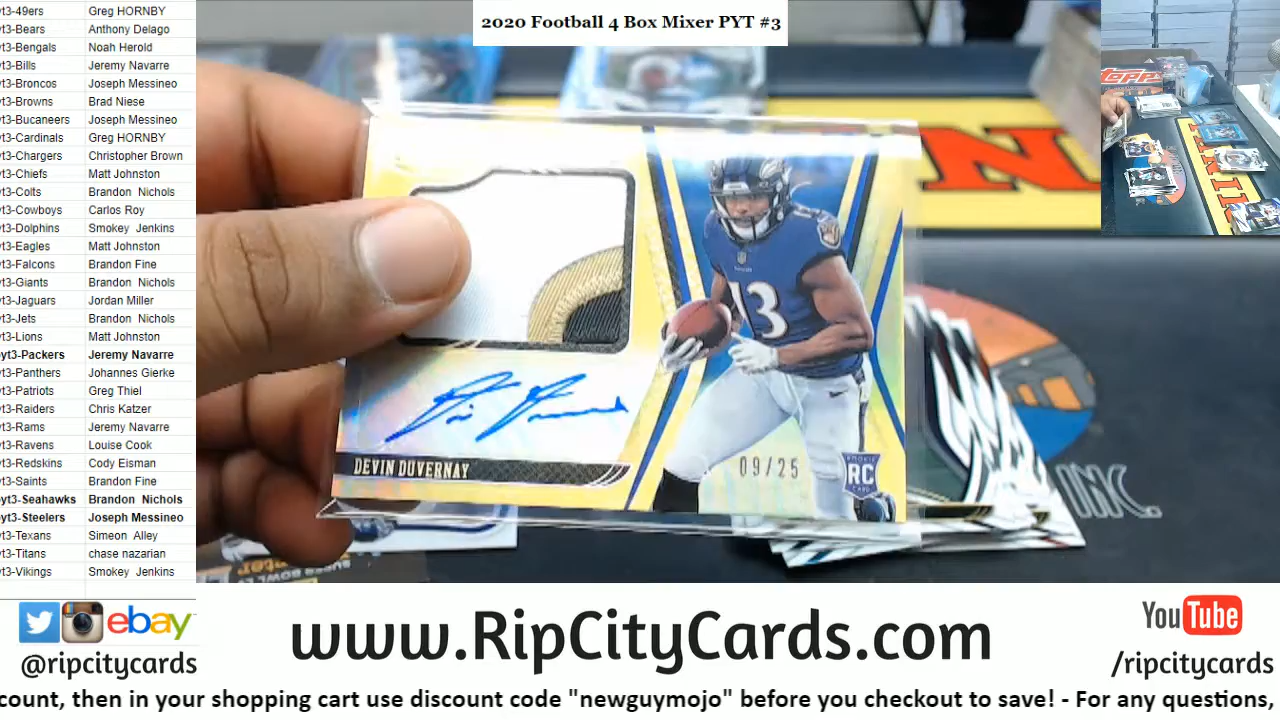 2020 Football 4 Box Mixer PYT #3
yt3-49ers Greg HORNBY
yt3-Bears Anthony Delago
yt3-Bengals Noah Herold
yt3-Bills Jeremy Navarre
yt3-Broncos Joseph Messineo
yt3-Browns Brad Niese
yt3-Bucaneers Joseph Messineo
yt3-Cardinals Greg HORNBY
yt3-Chargers Christopher Brown
yt3-Chiefs Matt Johnston
yt3-Colts Brandon Nichols
yt3-Cowboys Carlos Roy
yt3-Dolphins Smokey Jenkins
yt3-Eagles Matt Johnston
yt3-Falcons Brandon Fine
yt3-Giants Brandon Nichols
yt3-Jaguars Jordan Miller
yt3-Jets Brandon Nichols
yt3-Lions Matt Johnston
yt3-Packers Jeremy Navarre
yt3-Panthers Johannes Gierke
yt3-Patriots Greg Thiel
yt3-Raiders Chris Katzer
yt3-Rams Jeremy Navarre
yt3-Ravens Louise Cook
yt3-Redskins Cody Eisman
yt3-Saints Brandon Fine
yt3-Seahawks Brandon Nichols
yt3-Steelers Joseph Messineo
yt3-Texans Simeon Alley
yt3-Titans chase nazarian
yt3-Vikings Smokey Jenkins
13
DEVIN DUVERNAY
09/25
ROOKIE
RC
CARD
INC.
TOPPS
ebay
@ripcitycards
www.RipCityCards.com
YouTube
/ripcitycards
count, then in your shopping cart use discount code "newguymojo" before you checkout to save! - For any questions,